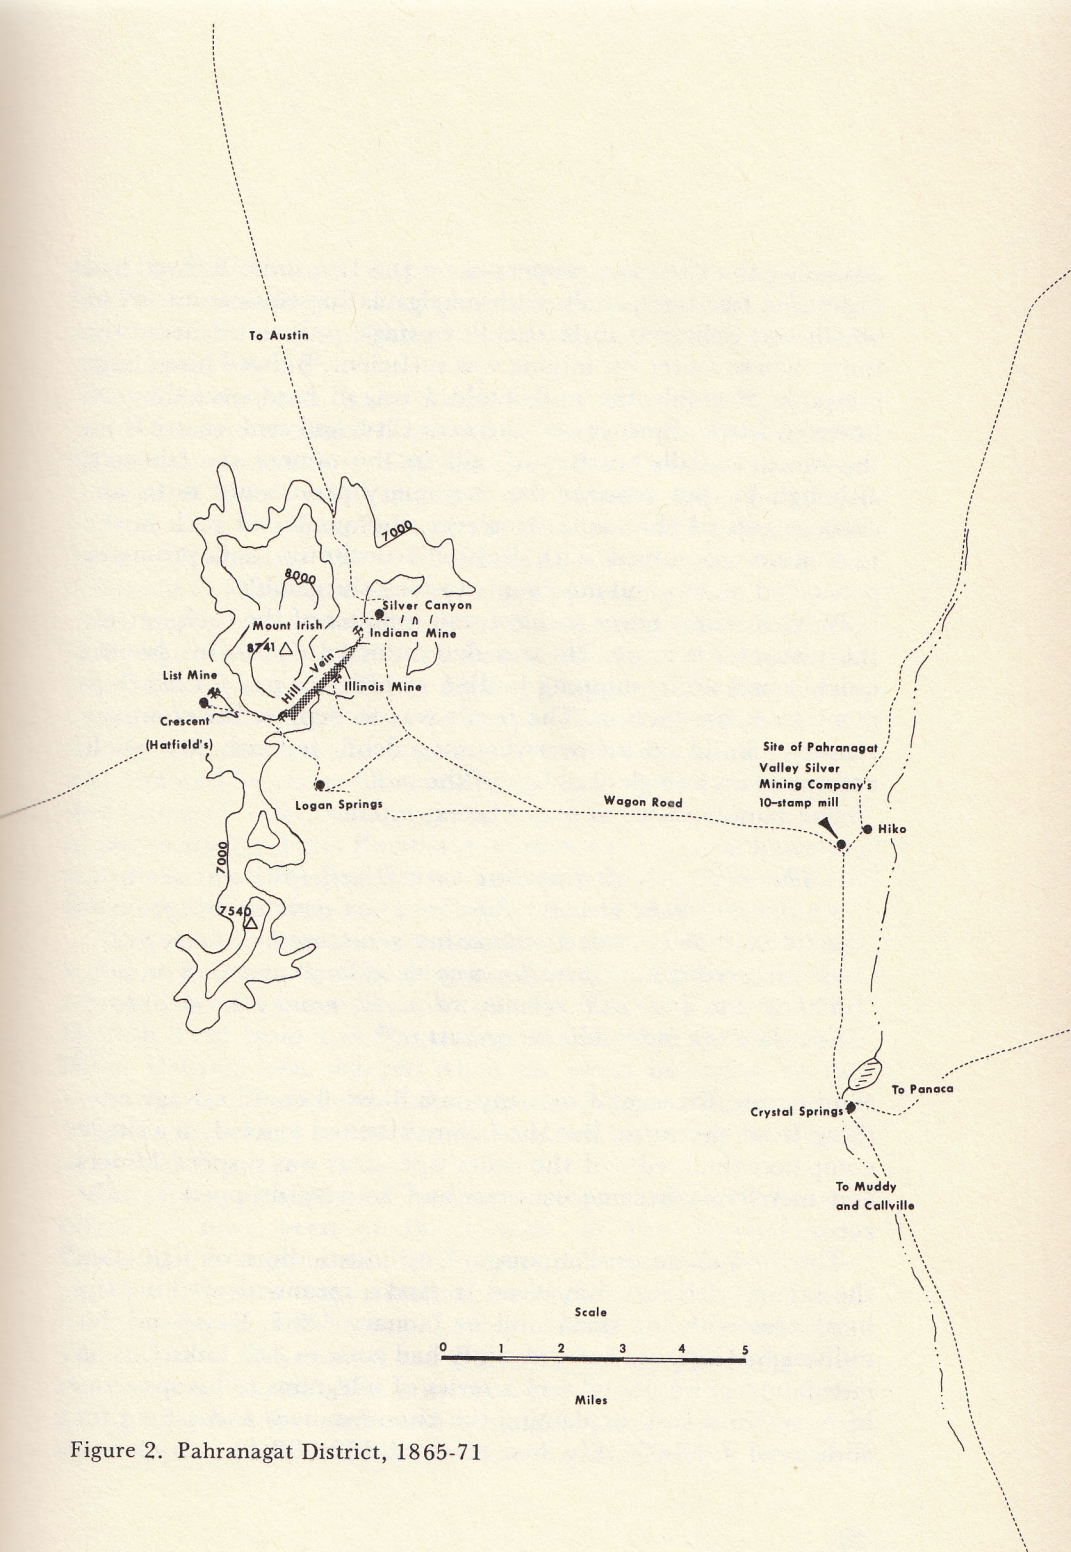 To Austin
7000
8000
Silver Canyon
Mount Irish
Indiana Mine
8741
Hill Vein
List Mine
Illinois Mine
Crescent
(Hatfield's)
Site of Pahranagat
Valley Silver
Mining Company's
10-stamp mill
Logan Springs
Wagon Road
Hiko
7000
7540
To Panaca
Crystal Springs
To Muddy
and Callville
Scale
0 1 2 3 4 5
Miles
Figure 2. Pahranagat District, 1865-71